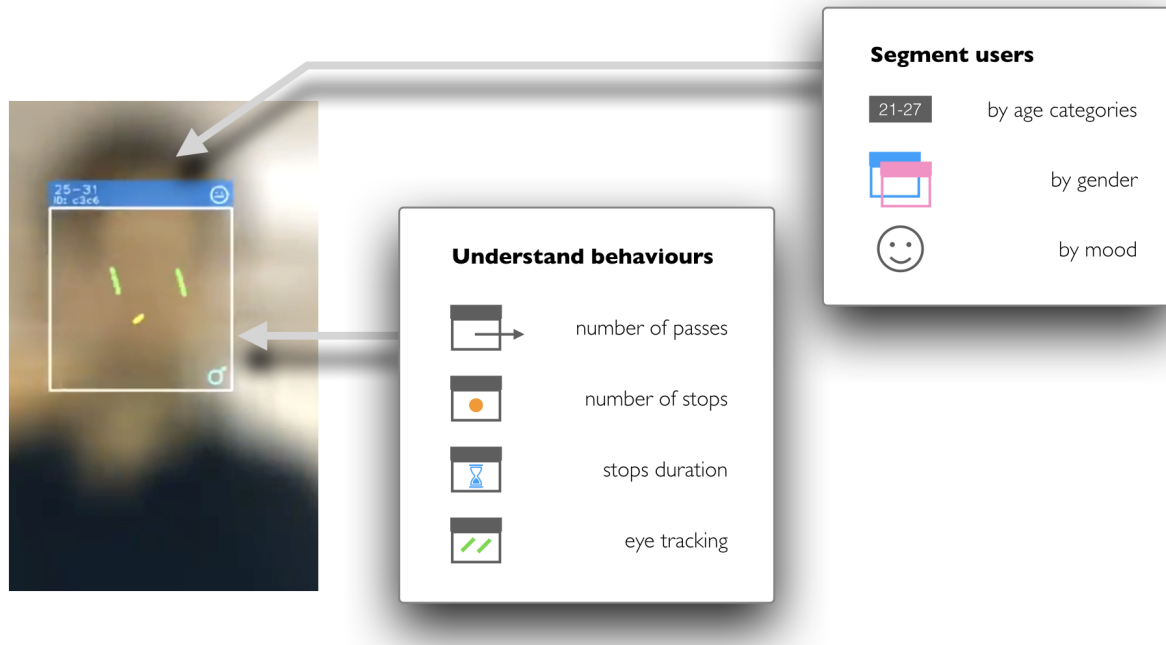 Segment users
21-27
by age categories
by gender
by mood
25-31
ID: c3c6
Understand behaviours
number of passes
number of stops
stops duration
eye tracking